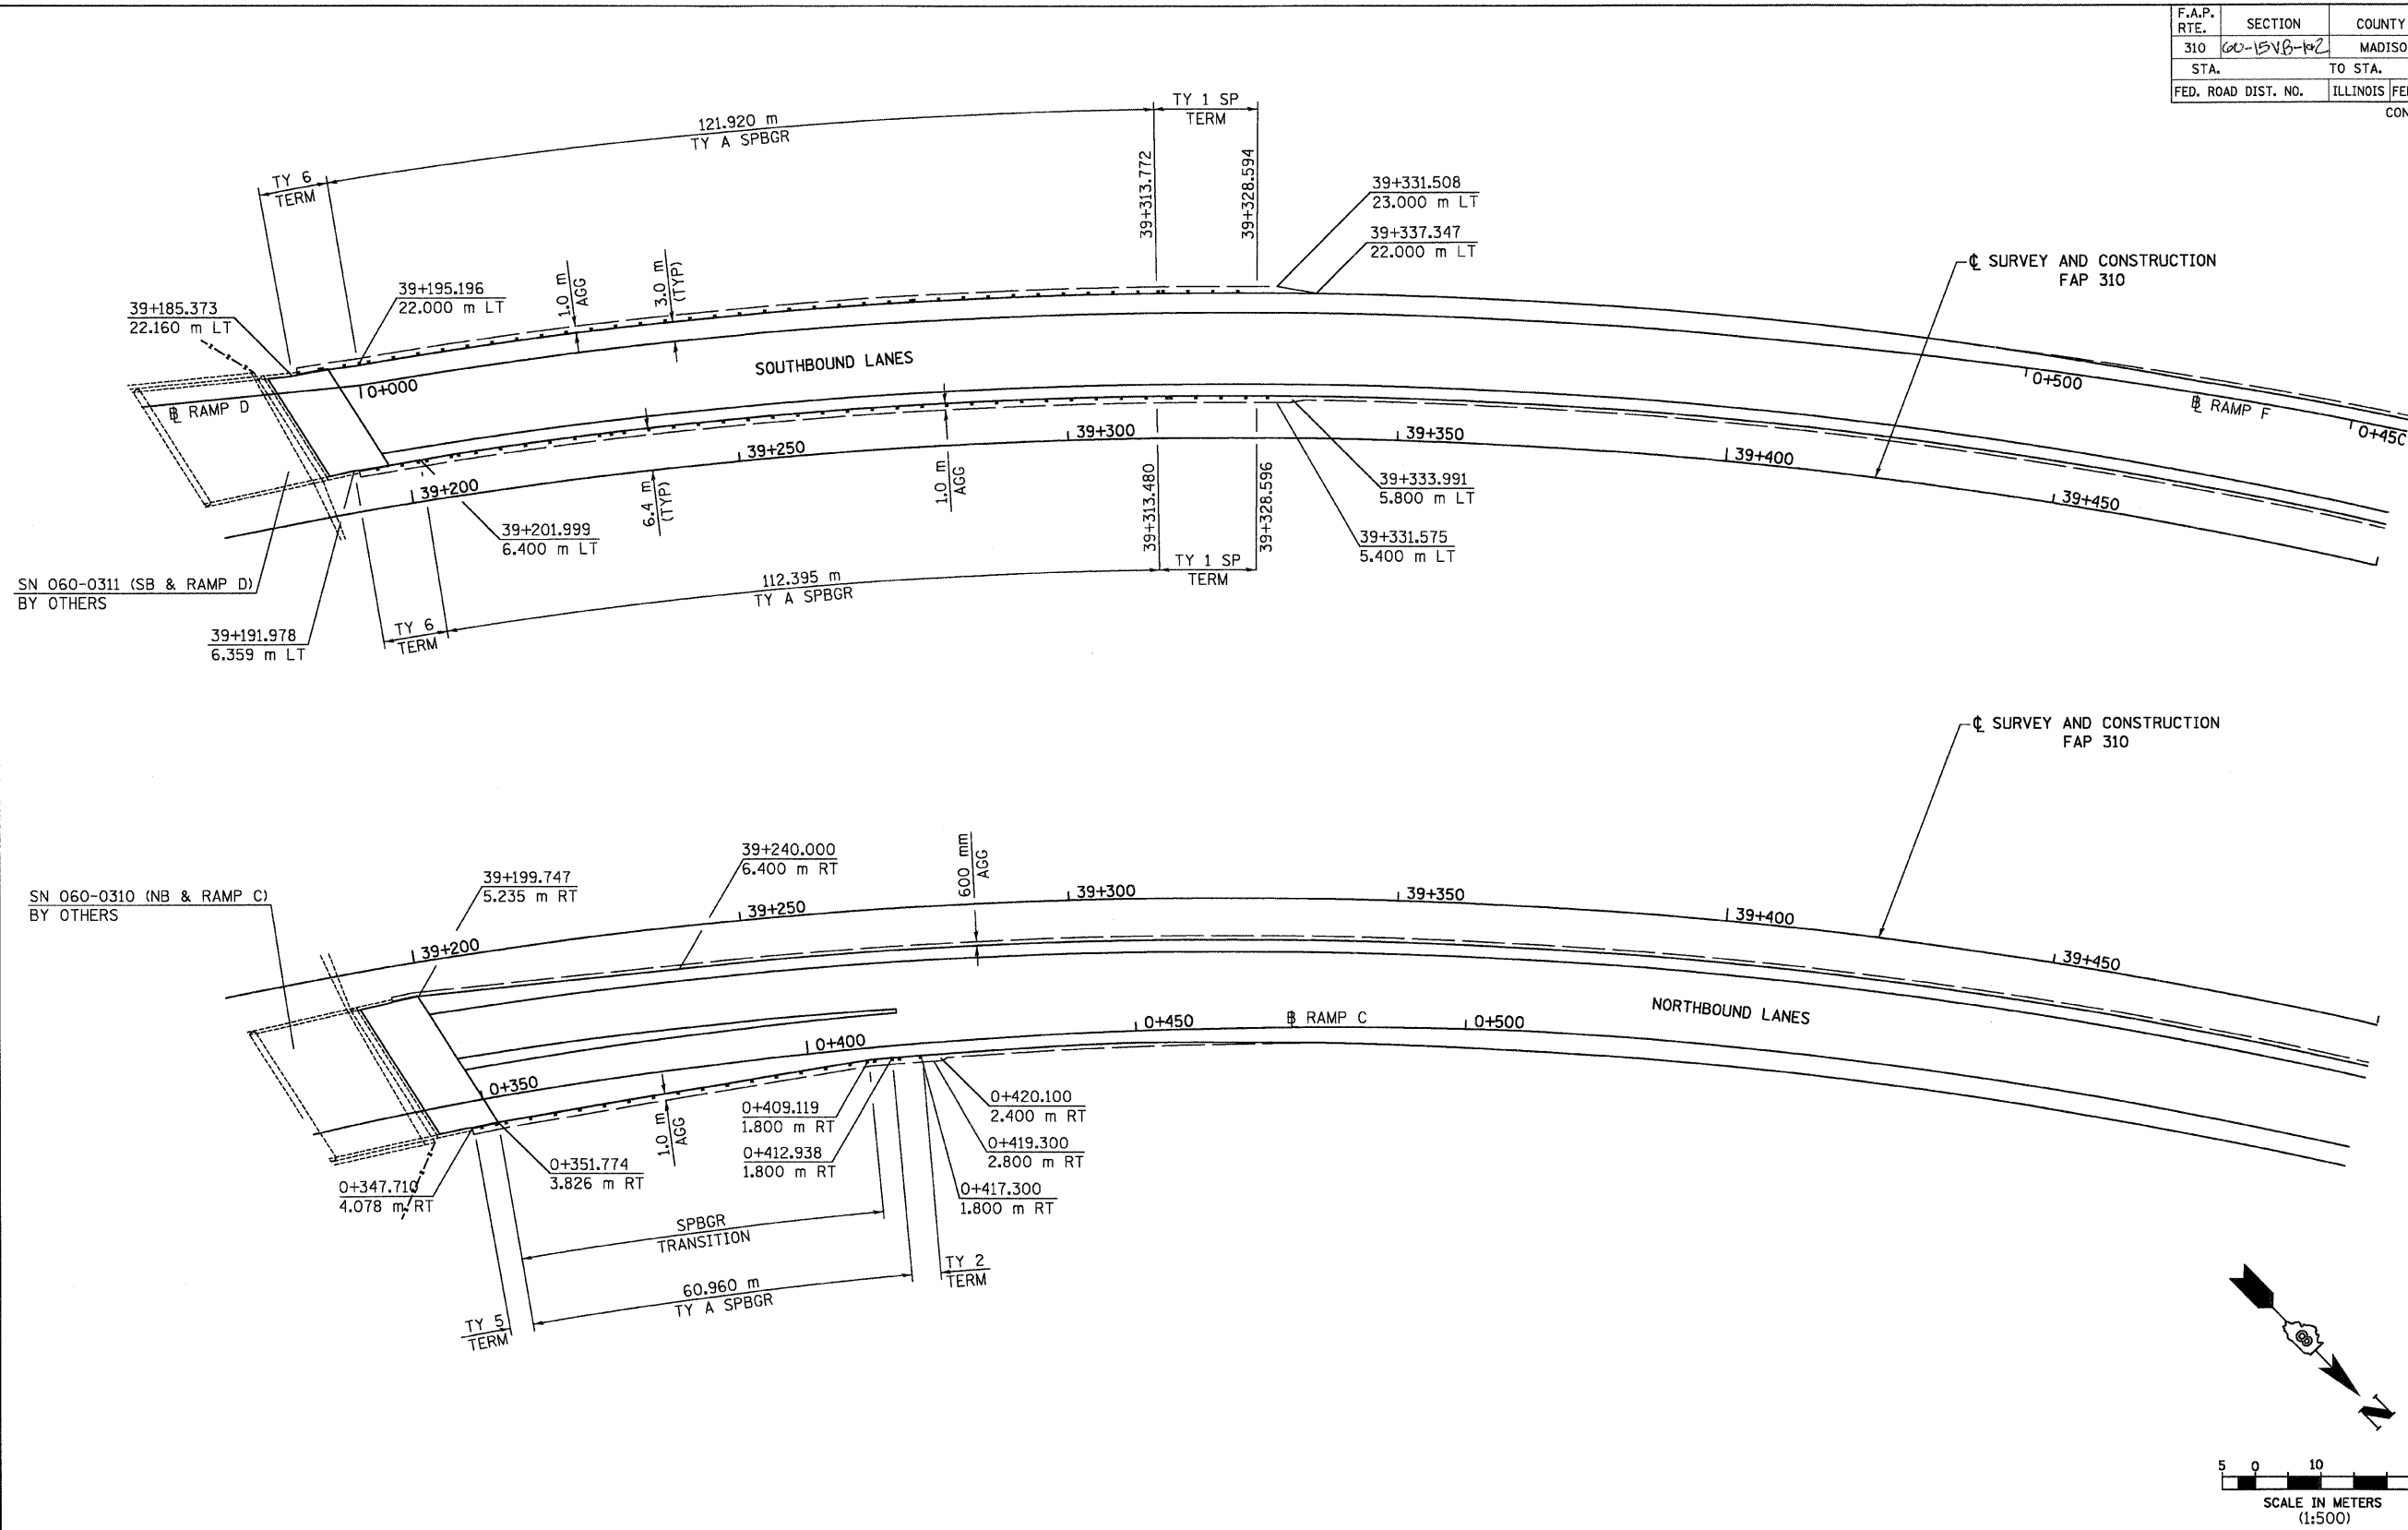 F.A.P. RTE. SECTION COUNTY
310 60-15VB-1&2 MADISO
STA. TO STA.
FED. ROAD DIST. NO. ILLINOIS FE
CON
121.920 m
TY A SPBGR
TY 1 SP
TERM
TY 6
TERM
39+313.772
39+328.594
39+331.508
23.000 m LT
39+337.347
22.000 m LT
℄ SURVEY AND CONSTRUCTION
FAP 310
39+185.373
22.160 m LT
39+195.196
22.000 m LT
1.0 m
AGG
3.0 m
(TYP)
SOUTHBOUND LANES
0+000
℄ RAMP D
0+500
℄ RAMP F
0+450
39+200
39+250
39+300
39+350
39+400
39+450
6.4 m
(TYP)
1.0 m
AGG
39+201.999
6.400 m LT
39+313.480
39+328.596
39+333.991
5.800 m LT
39+331.575
5.400 m LT
TY 1 SP
TERM
112.395 m
TY A SPBGR
TY 6
TERM
SN 060-0311 (SB & RAMP D)
BY OTHERS
39+191.978
6.359 m LT
℄ SURVEY AND CONSTRUCTION
FAP 310
SN 060-0310 (NB & RAMP C)
BY OTHERS
39+199.747
5.235 m RT
39+240.000
6.400 m RT
600 mm
AGG
39+200
39+250
39+300
39+350
39+400
39+450
NORTHBOUND LANES
0+350
0+400
0+450
℄ RAMP C
0+500
1.0 m
AGG
0+409.119
1.800 m RT
0+412.938
1.800 m RT
0+420.100
2.400 m RT
0+419.300
2.800 m RT
0+417.300
1.800 m RT
0+351.774
3.826 m RT
0+347.710
4.078 m RT
SPBGR
TRANSITION
60.960 m
TY A SPBGR
TY 2
TERM
TY 5
TERM
N
5 0 10
SCALE IN METERS
(1:500)